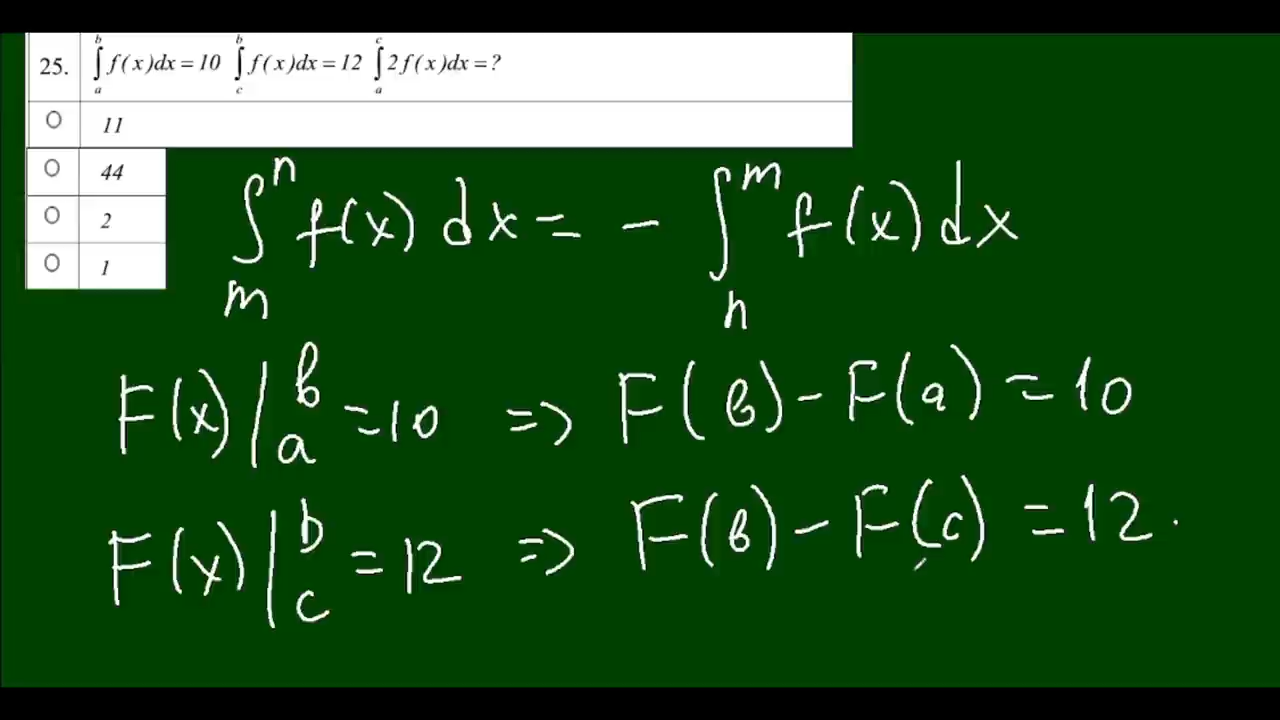 25. ∫_a^b f(x)dx=10 ∫_c^b f(x)dx=12 ∫_a^c 2f(x)dx=?
11
44
2
1
∫_m^n f(x) dx = - ∫_n^m f(x) dx
F(x)|_a^в =10 => F(в)-F(a)=10
F(x)|_c^b =12 => F(в)-F(c)=12.